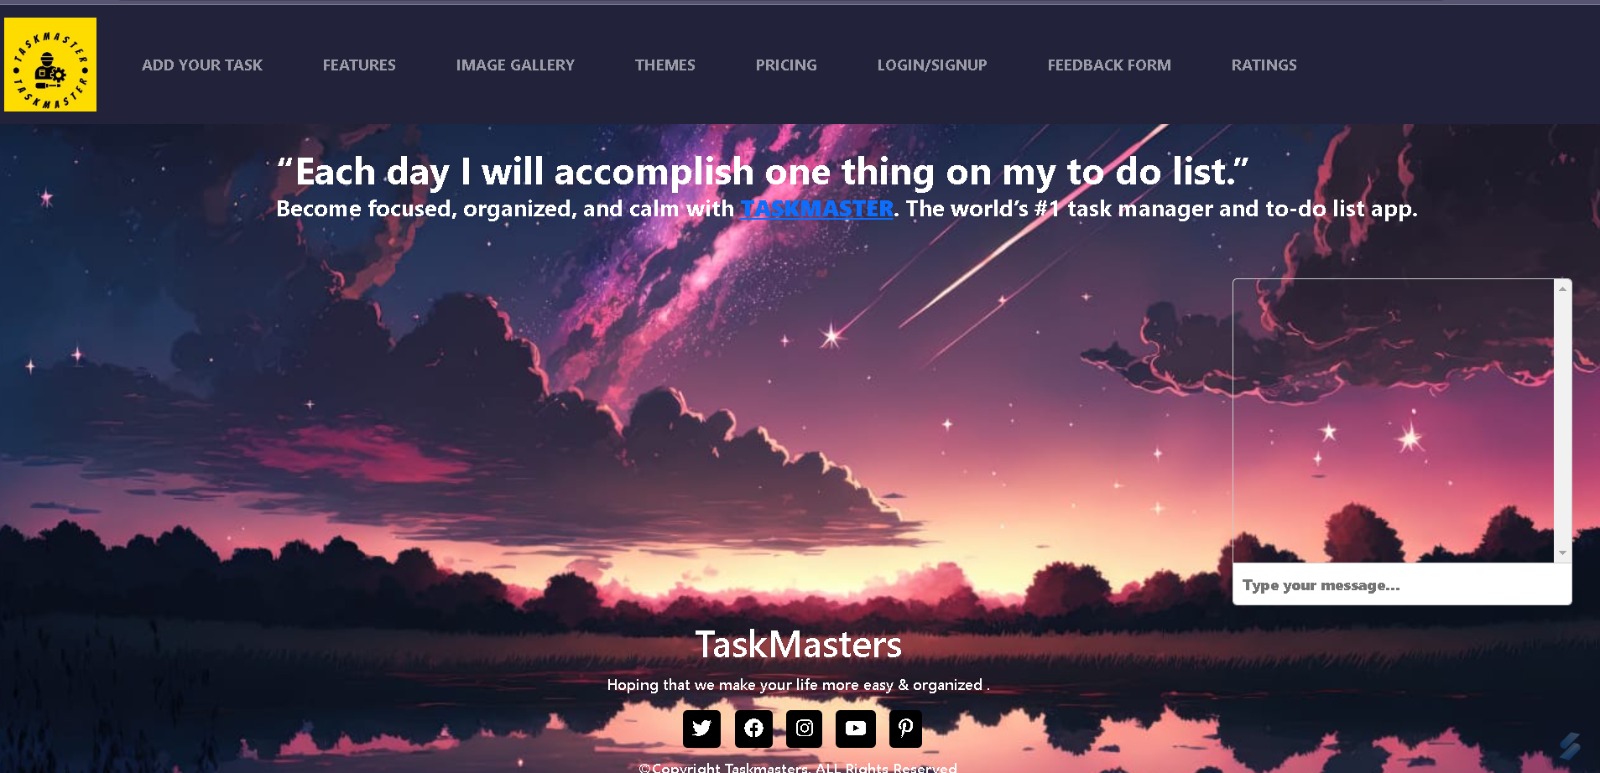 TASKMASTER
TASKMASTER
ADD YOUR TASK FEATURES IMAGE GALLERY THEMES PRICING LOGIN/SIGNUP FEEDBACK FORM RATINGS
“Each day I will accomplish one thing on my to do list.”
Become focused, organized, and calm with TASKMASTER. The world’s #1 task manager and to-do list app.
Type your message...
TaskMasters
Hoping that we make your life more easy & organized .
©Copyright Taskmasters. ALL Rights Reserved